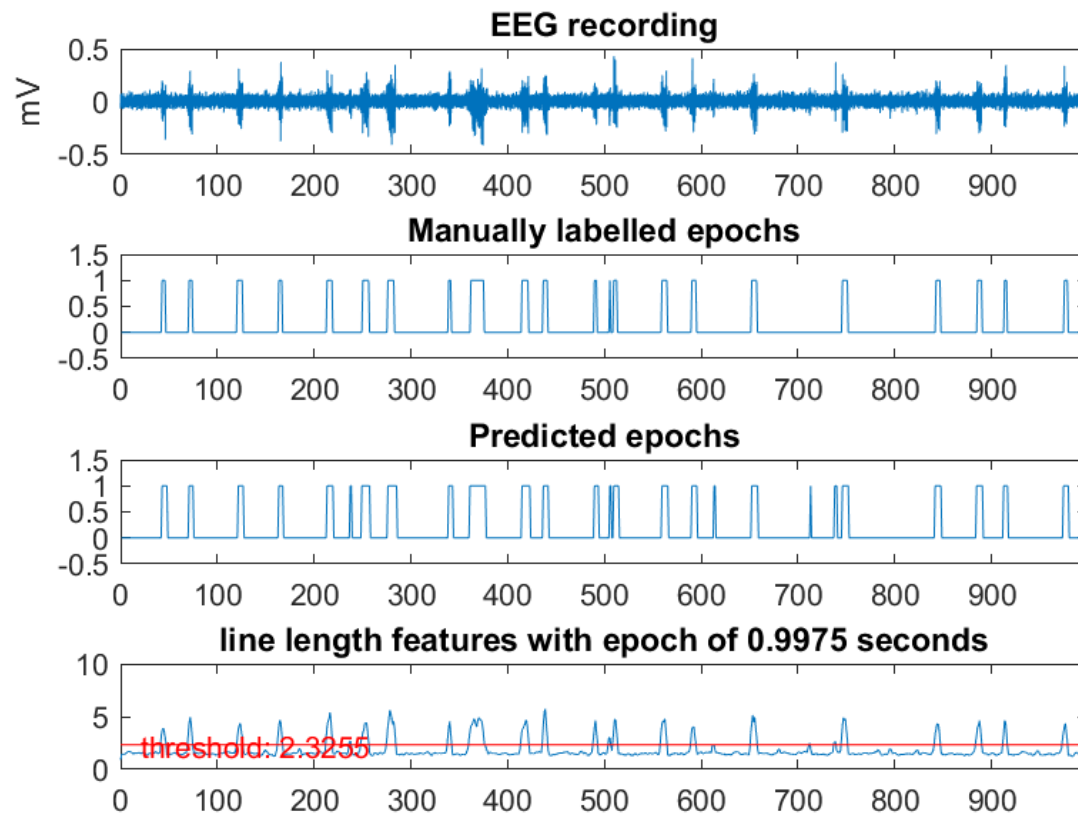 EEG recording
0.5
0
-0.5
mV
0 100 200 300 400 500 600 700 800 900
Manually labelled epochs
1.5
1
0.5
0
-0.5
0 100 200 300 400 500 600 700 800 900
Predicted epochs
1.5
1
0.5
0
-0.5
0 100 200 300 400 500 600 700 800 900
line length features with epoch of 0.9975 seconds
10
5
threshold: 2.3255
0
0 100 200 300 400 500 600 700 800 900